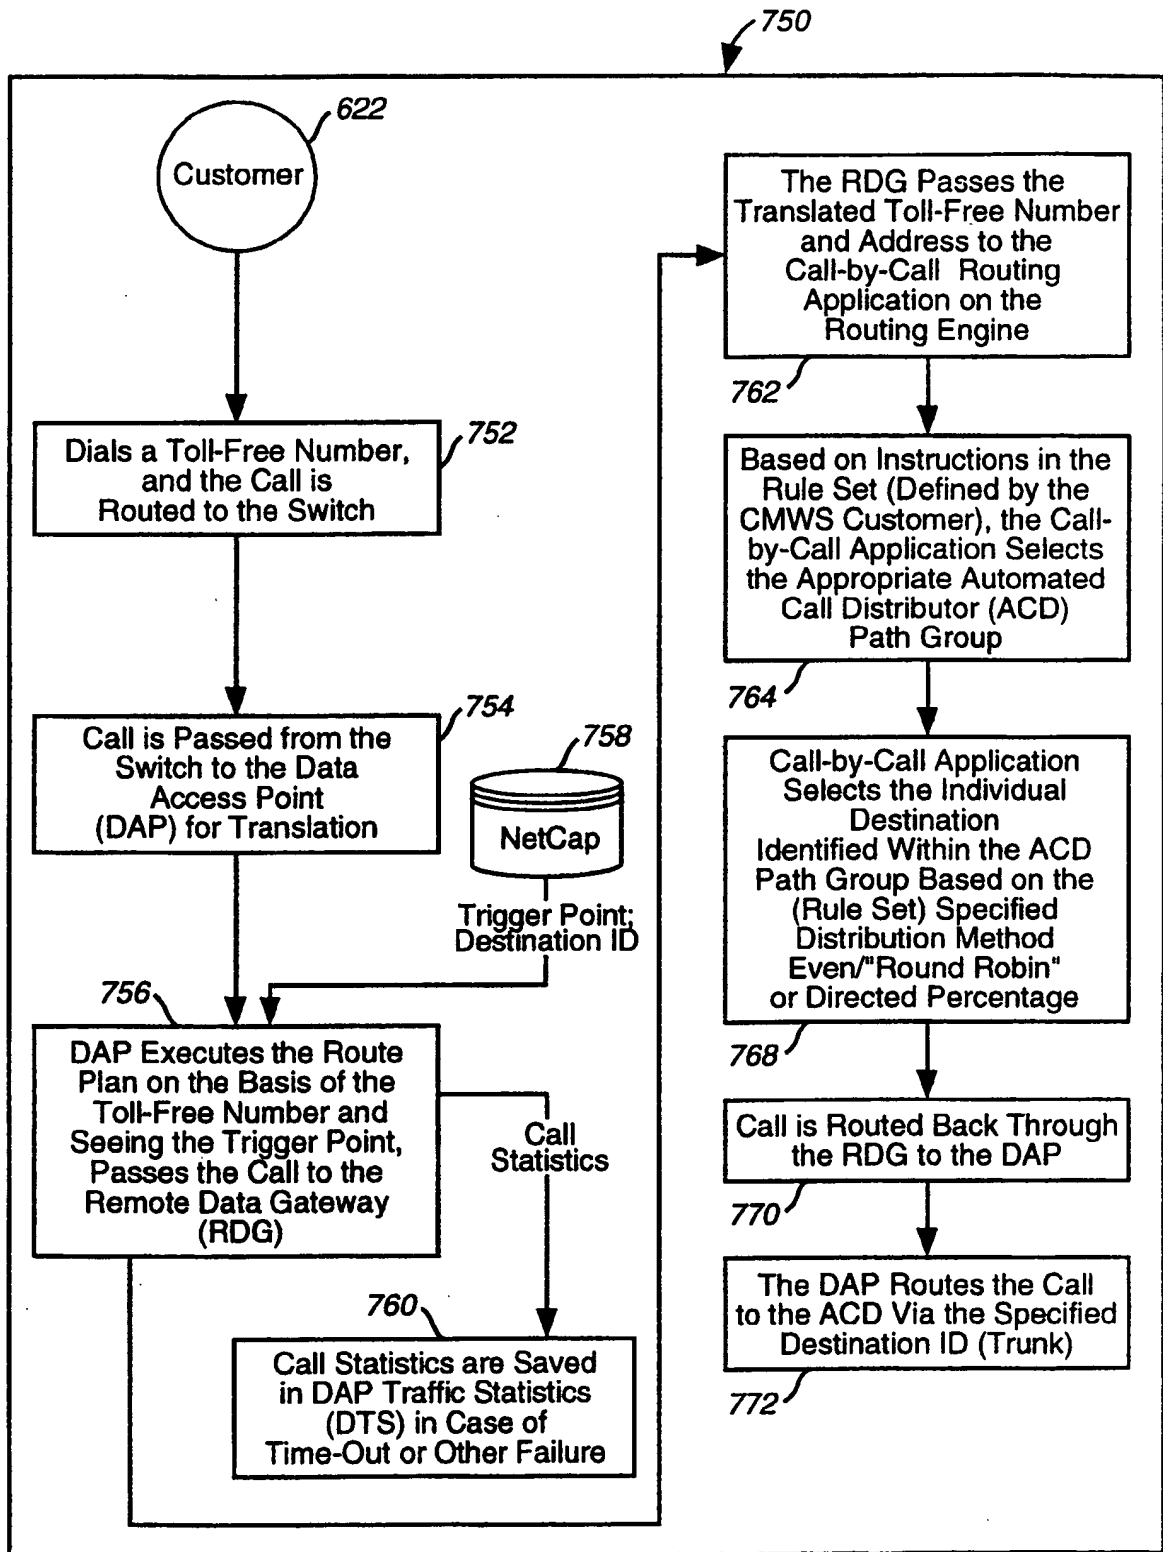 750
622
Customer
752
Dials a Toll-Free Number,
and the Call is
Routed to the Switch
754
Call is Passed from the
Switch to the Data
Access Point
(DAP) for Translation
758
NetCap
Trigger Point;
Destination ID
756
DAP Executes the Route
Plan on the Basis of the
Toll-Free Number and
Seeing the Trigger Point,
Passes the Call to the
Remote Data Gateway
(RDG)
Call
Statistics
760
Call Statistics are Saved
in DAP Traffic Statistics
(DTS) in Case of
Time-Out or Other Failure
The RDG Passes the
Translated Toll-Free Number
and Address to the
Call-by-Call Routing
Application on the
Routing Engine
762
Based on Instructions in the
Rule Set (Defined by the
CMWS Customer), the Call-
by-Call Application Selects
the Appropriate Automated
Call Distributor (ACD)
Path Group
764
Call-by-Call Application
Selects the Individual
Destination
Identified Within the ACD
Path Group Based on the
(Rule Set) Specified
Distribution Method
Even/"Round Robin"
or Directed Percentage
768
Call is Routed Back Through
the RDG to the DAP
770
The DAP Routes the Call
to the ACD Via the Specified
Destination ID (Trunk)
772